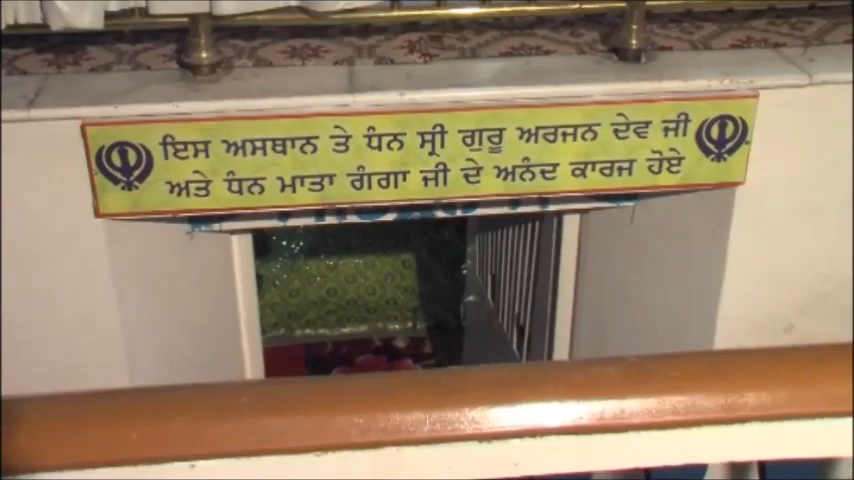 ਇਸ ਅਸਥਾਨ ਤੇ ਧੰਨ ਸ੍ਰੀ ਗੁਰੂ ਅਰਜਨ ਦੇਵ ਜੀ
ਅਤੇ ਧੰਨ ਮਾਤਾ ਗੰਗਾ ਜੀ ਦੇ ਅਨੰਦ ਕਾਰਜ ਹੋਏ